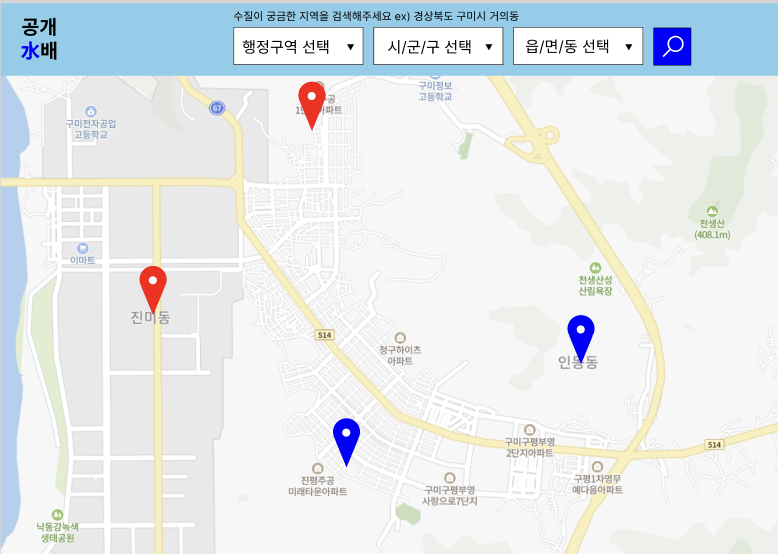 공개
水배
수질이 궁금한 지역을 검색해주세요 ex) 경상북도 구미시 거의동
행정구역 선택 ▼
시/군/구 선택 ▼
읍/면/동 선택 ▼
67
구미전자공업
고등학교
1단 아파트
구미정보
고등학교
천생산
(408.1m)
이마트
천생산성
산림욕장
진미동
514
청구하이츠
아파트
인동동
구미구평부영
2단지아파트
514
진평주공
미래타운아파트
구미구평부영
사랑으로7단지
구평1차영무
예다음아파트
낙동강녹색
생태공원